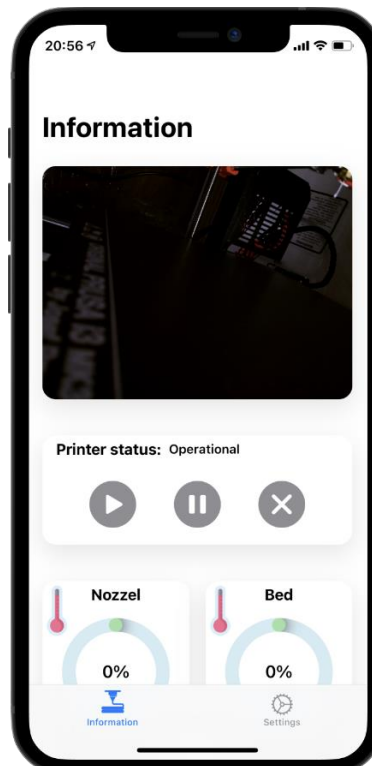 20:56
Information
Printer status: Operational
Nozzel
Bed
0%
0%
Information
Settings